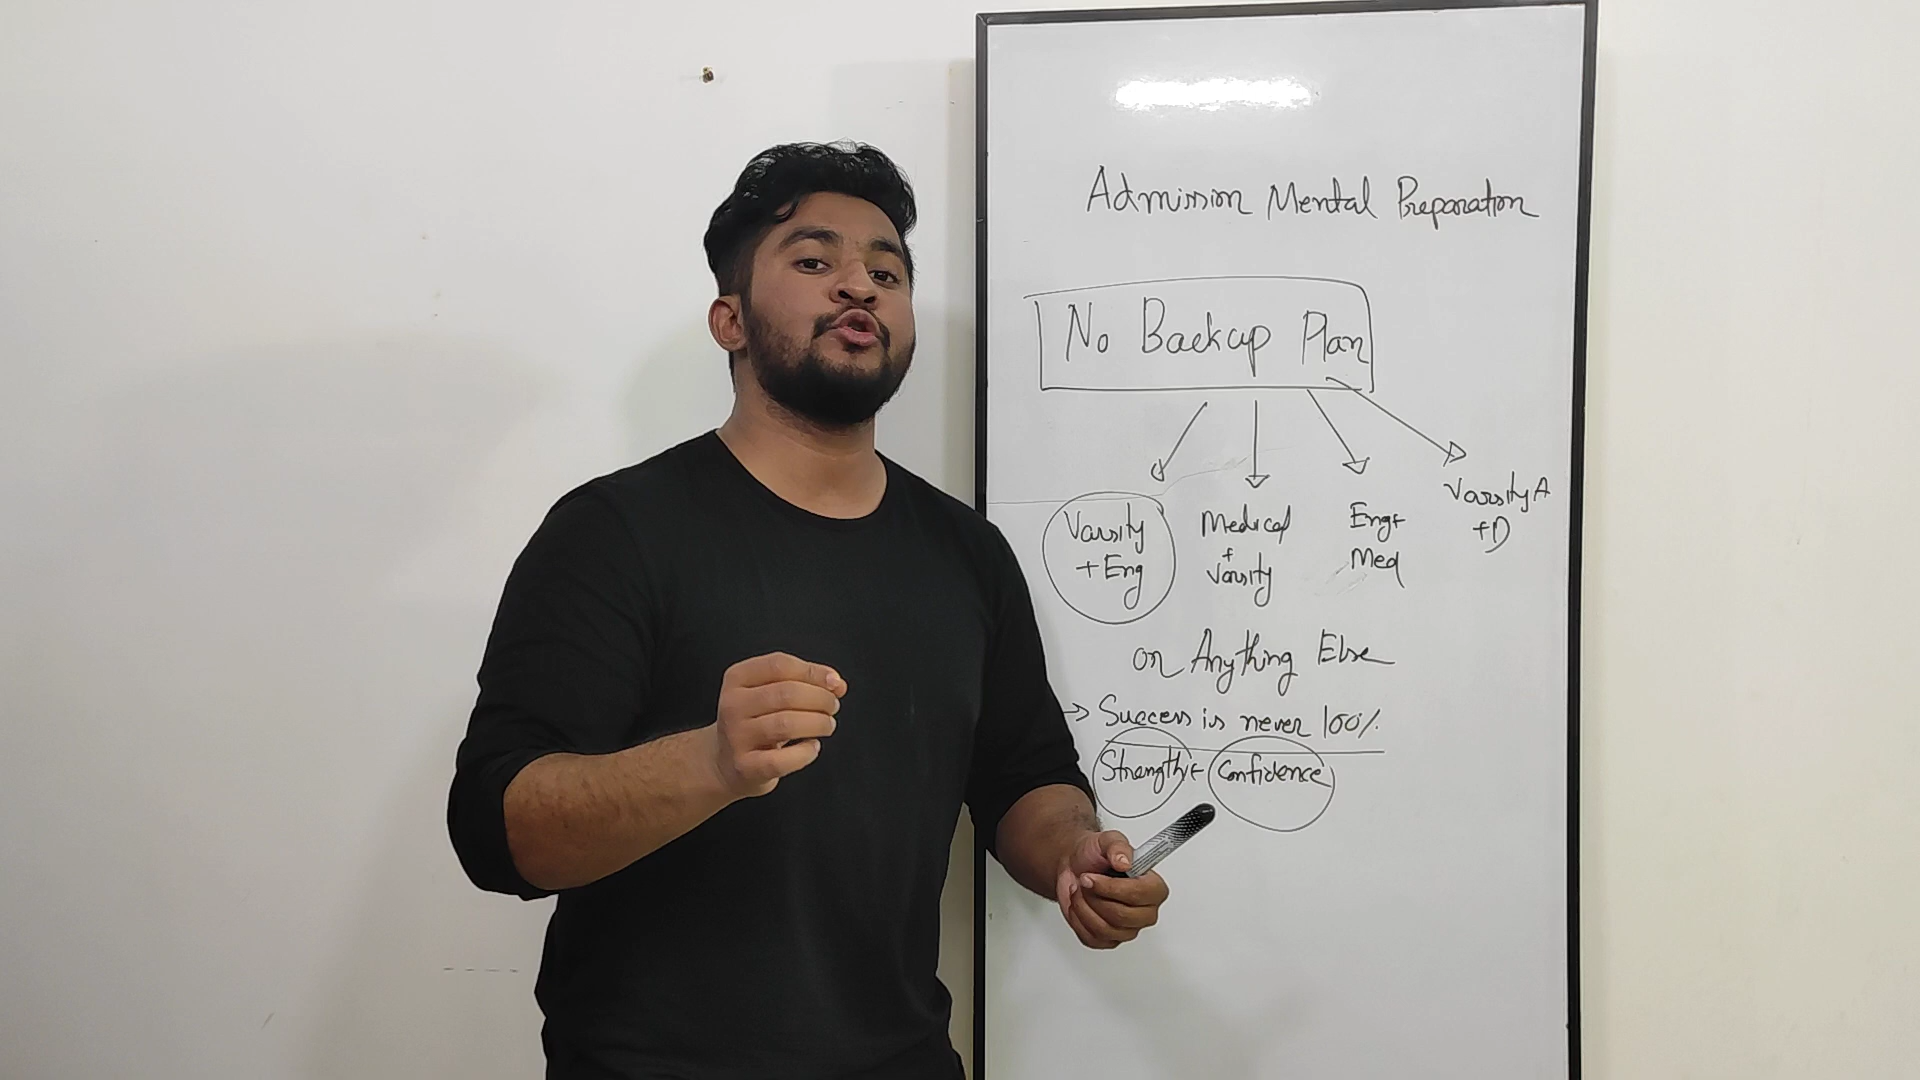 Admission Mental Preparation
No Backup Plan
Varsity
+ Eng
Medical
+
Varsity
Eng+
Med
Varsity A
+D
or Anything Else
→ Success is never 100%.
Strength + Confidence